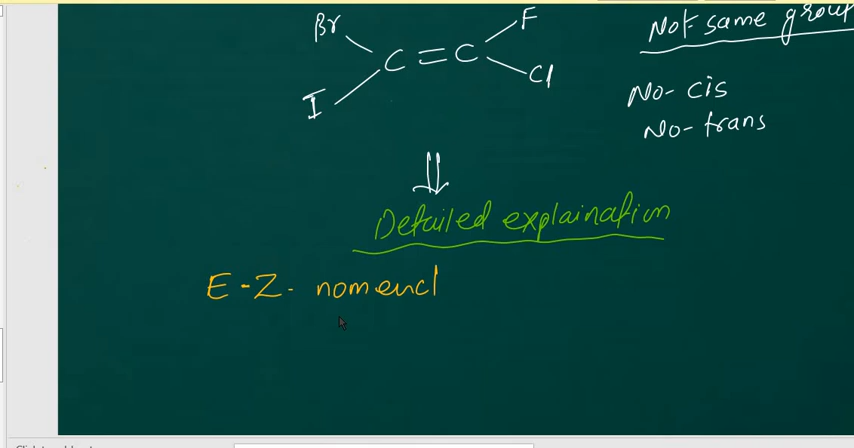 Br F
C = C
I Cl
Not same group
No- cis
No- trans
Detailed explaination
E-Z- nomencl